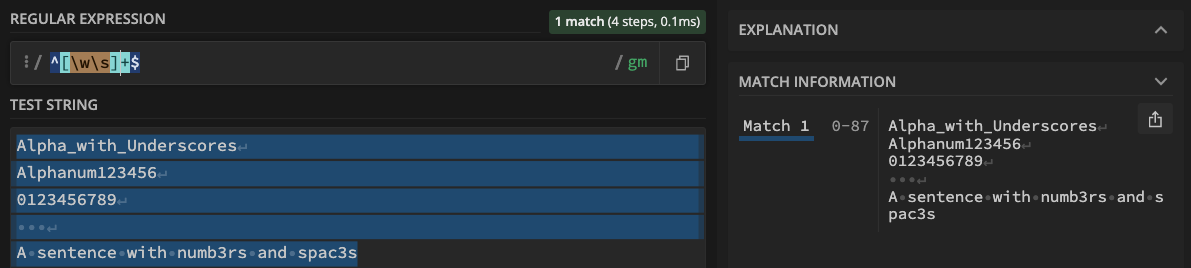 REGULAR EXPRESSION
1 match (4 steps, 0.1ms)
/ ^[\w\s]+$ / gm
TEST STRING
Alpha_with_Underscores↵
Alphanum123456↵
0123456789↵
•••↵
A•sentence•with•numb3rs•and•spac3s
EXPLANATION
MATCH INFORMATION
Match 1 0-87 Alpha_with_Underscores↵
Alphanum123456↵
0123456789↵
•••↵
A•sentence•with•numb3rs•and•s
pac3s